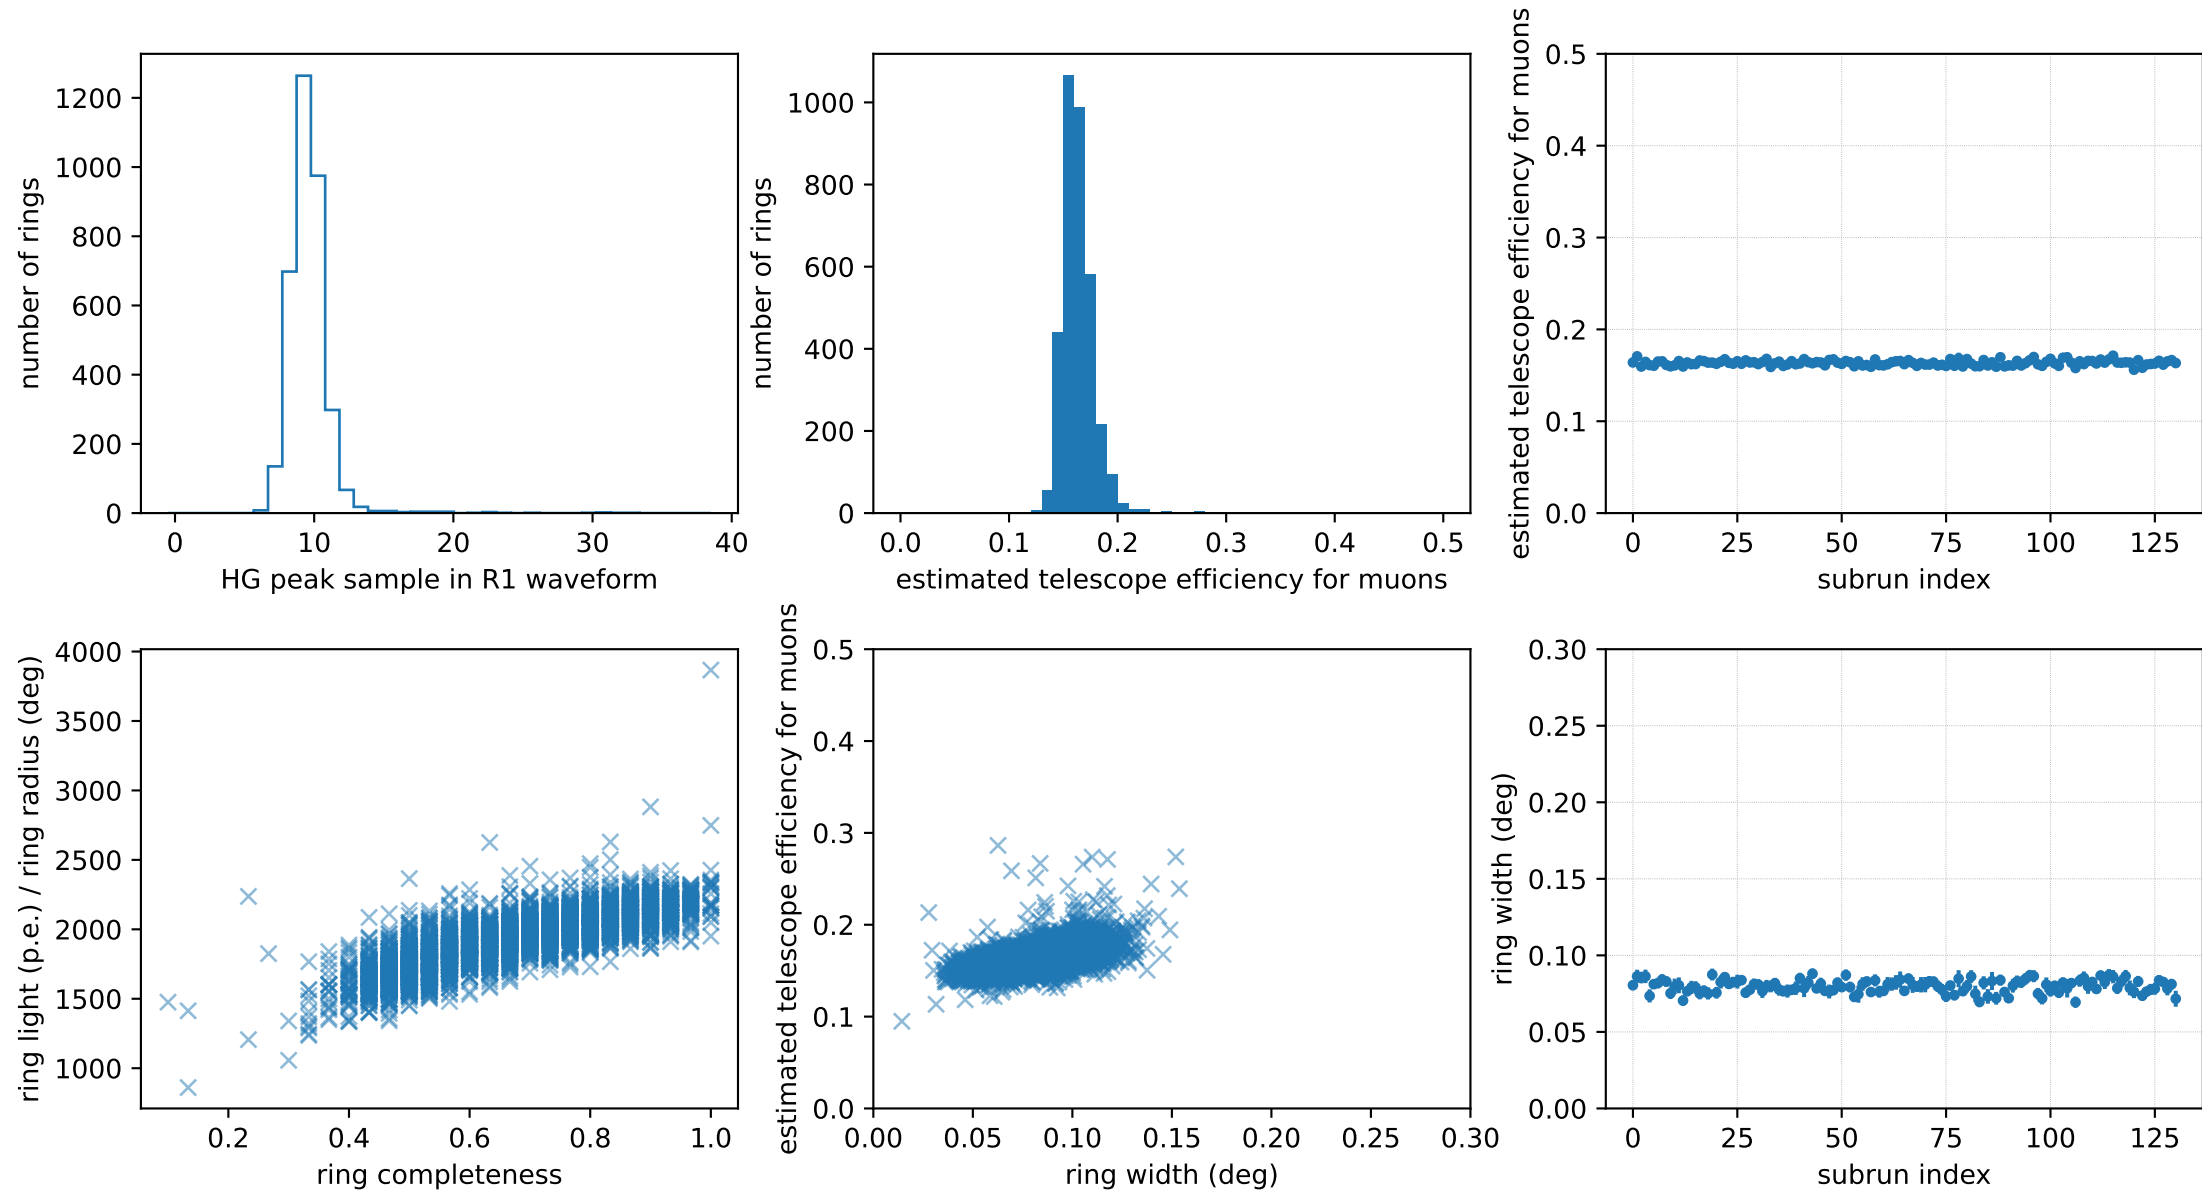 number of rings
1200
1000
800
600
400
200
0
0 10 20 30 40
HG peak sample in R1 waveform
number of rings
1000
800
600
400
200
0
0.0 0.1 0.2 0.3 0.4 0.5
estimated telescope efficiency for muons
estimated telescope efficiency for muons
0.5
0.4
0.3
0.2
0.1
0.0
0 25 50 75 100 125
subrun index
ring light (p.e.) / ring radius (deg)
4000
3500
3000
2500
2000
1500
1000
0.2 0.4 0.6 0.8 1.0
ring completeness
estimated telescope efficiency for muons
0.5
0.4
0.3
0.2
0.1
0.0
0.00 0.05 0.10 0.15 0.20 0.25 0.30
ring width (deg)
ring width (deg)
0.30
0.25
0.20
0.15
0.10
0.05
0.00
0 25 50 75 100 125
subrun index